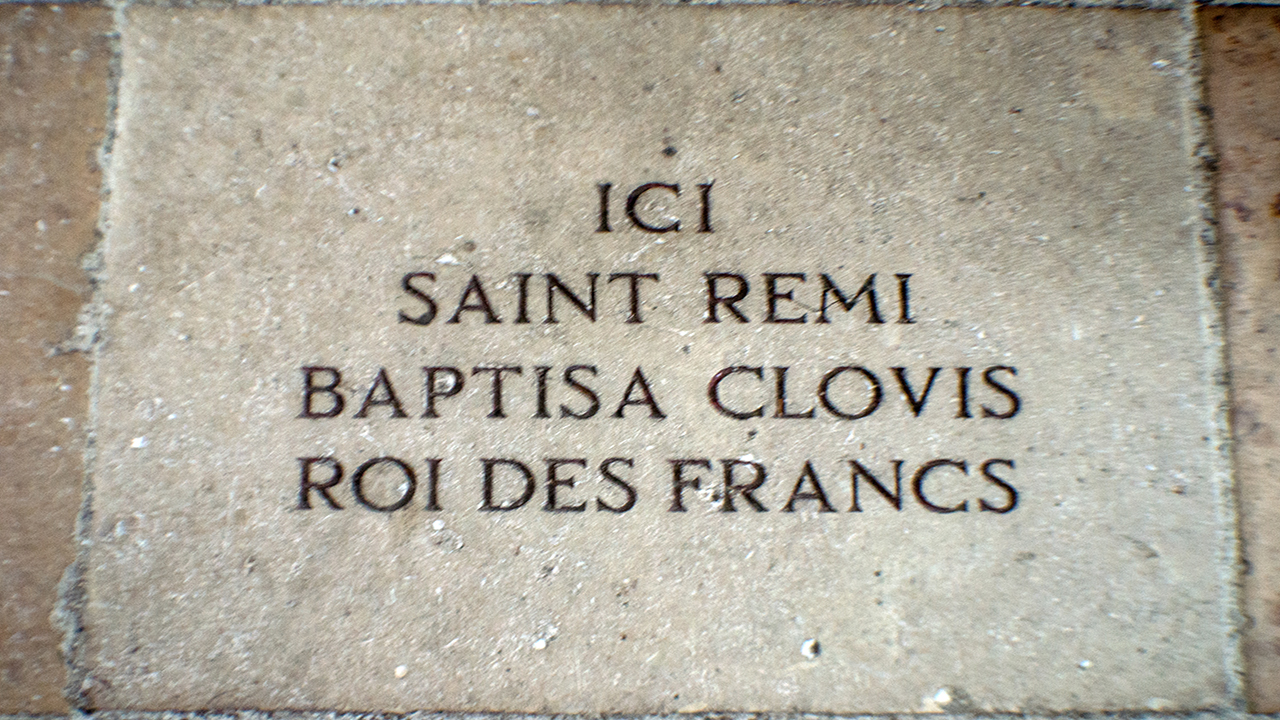 ICI
SAINT REMI
BAPTISA CLOVIS
ROI DES FRANCS